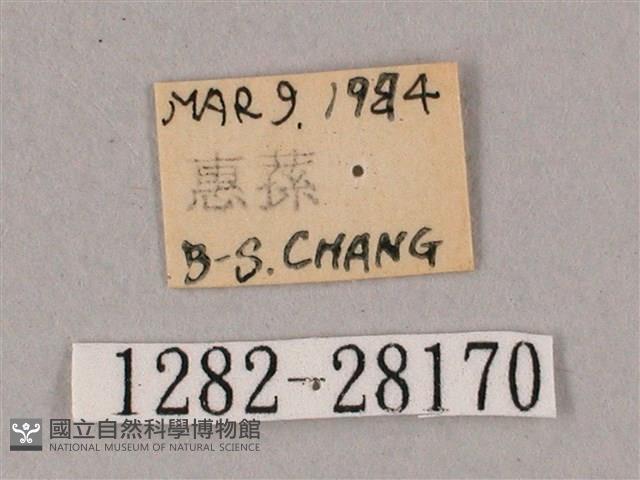 MAR 9. 1984
惠蓀
B-S. CHANG
1282-28170
國立自然科學博物館
NATIONAL MUSEUM OF NATURAL SCIENCE